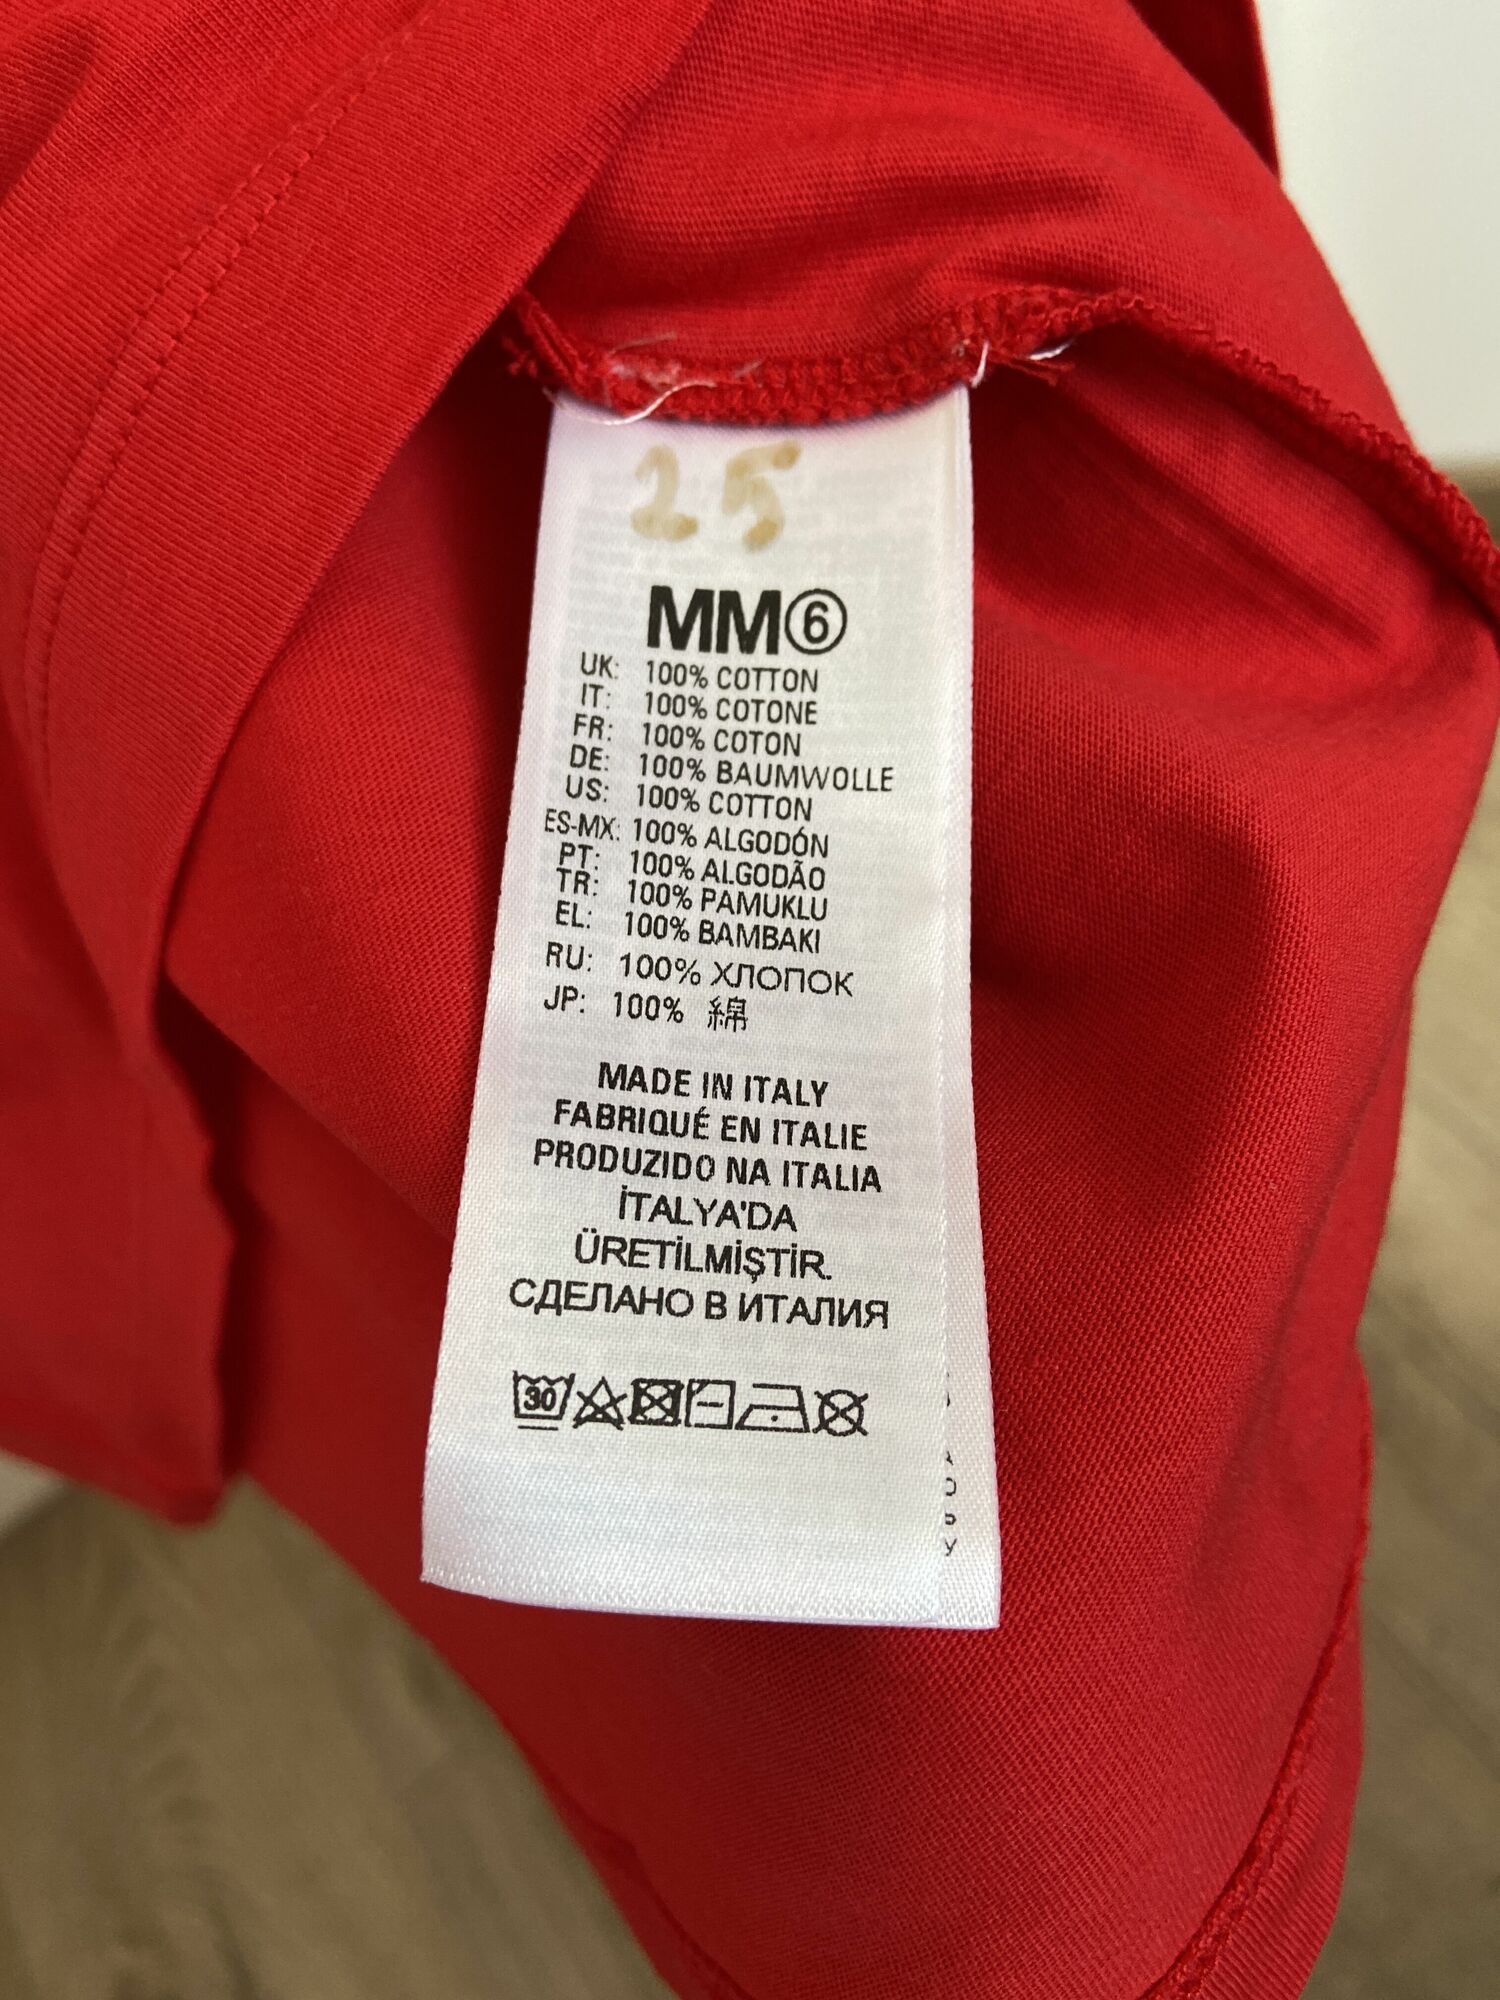 25
MM⑥
UK: 100% COTTON
IT: 100% COTONE
FR: 100% COTON
DE: 100% BAUMWOLLE
US: 100% COTTON
ES-MX: 100% ALGODÓN
PT: 100% ALGODÃO
TR: 100% PAMUKLU
EL: 100% BAMBAKI
RU: 100% ХЛОПОК
JP: 100% 綿
MADE IN ITALY
FABRIQUÉ EN ITALIE
PRODUZIDO NA ITALIA
İTALYA'DA
ÜRETİLMİŞTİR.
СДЕЛАНО В ИТАЛИЯ
30